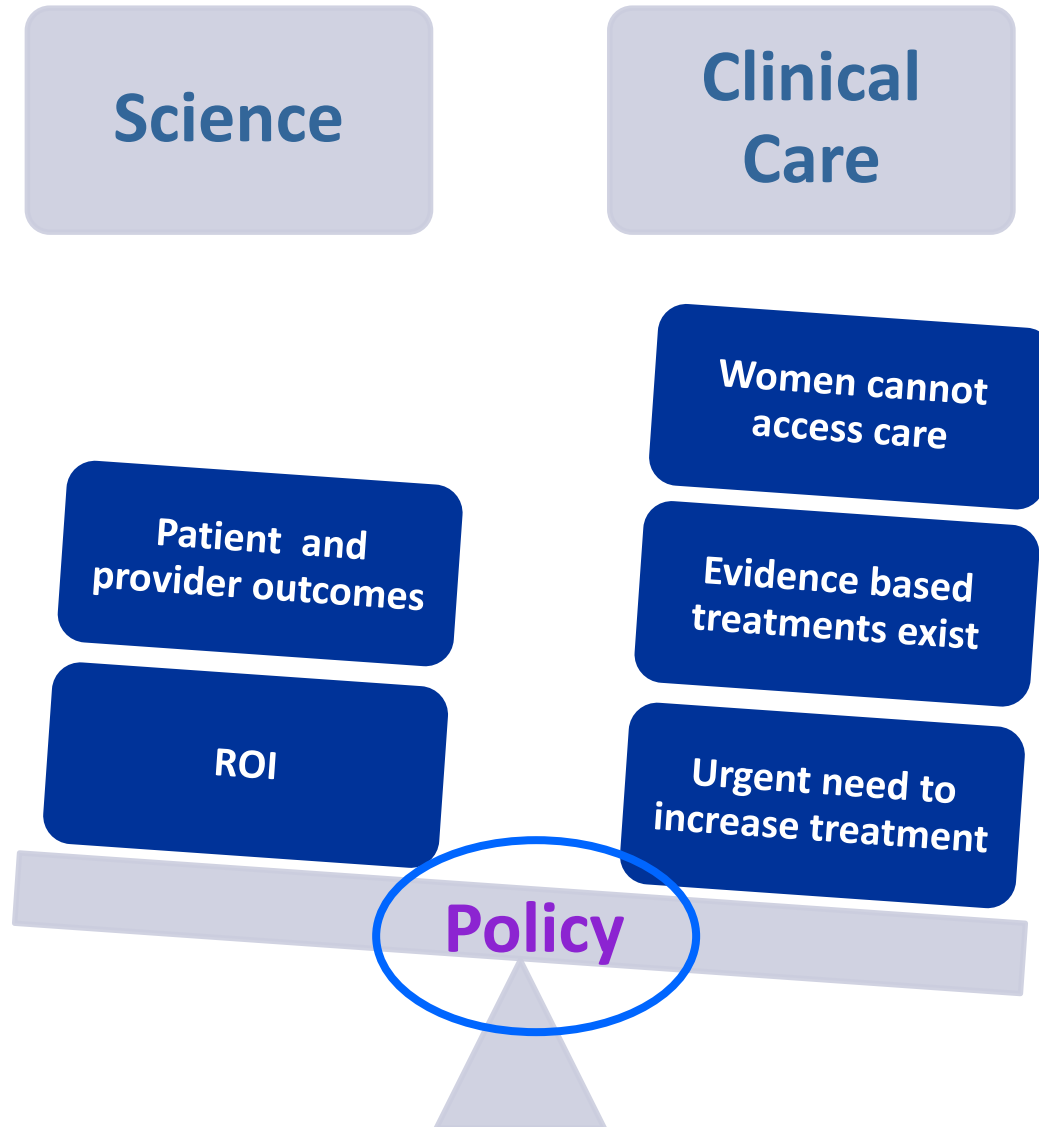 Science
Clinical
Care
Women cannot
access care
Patient  and
provider outcomes
Evidence based
treatments exist
ROI
Urgent need to
increase treatment
Policy